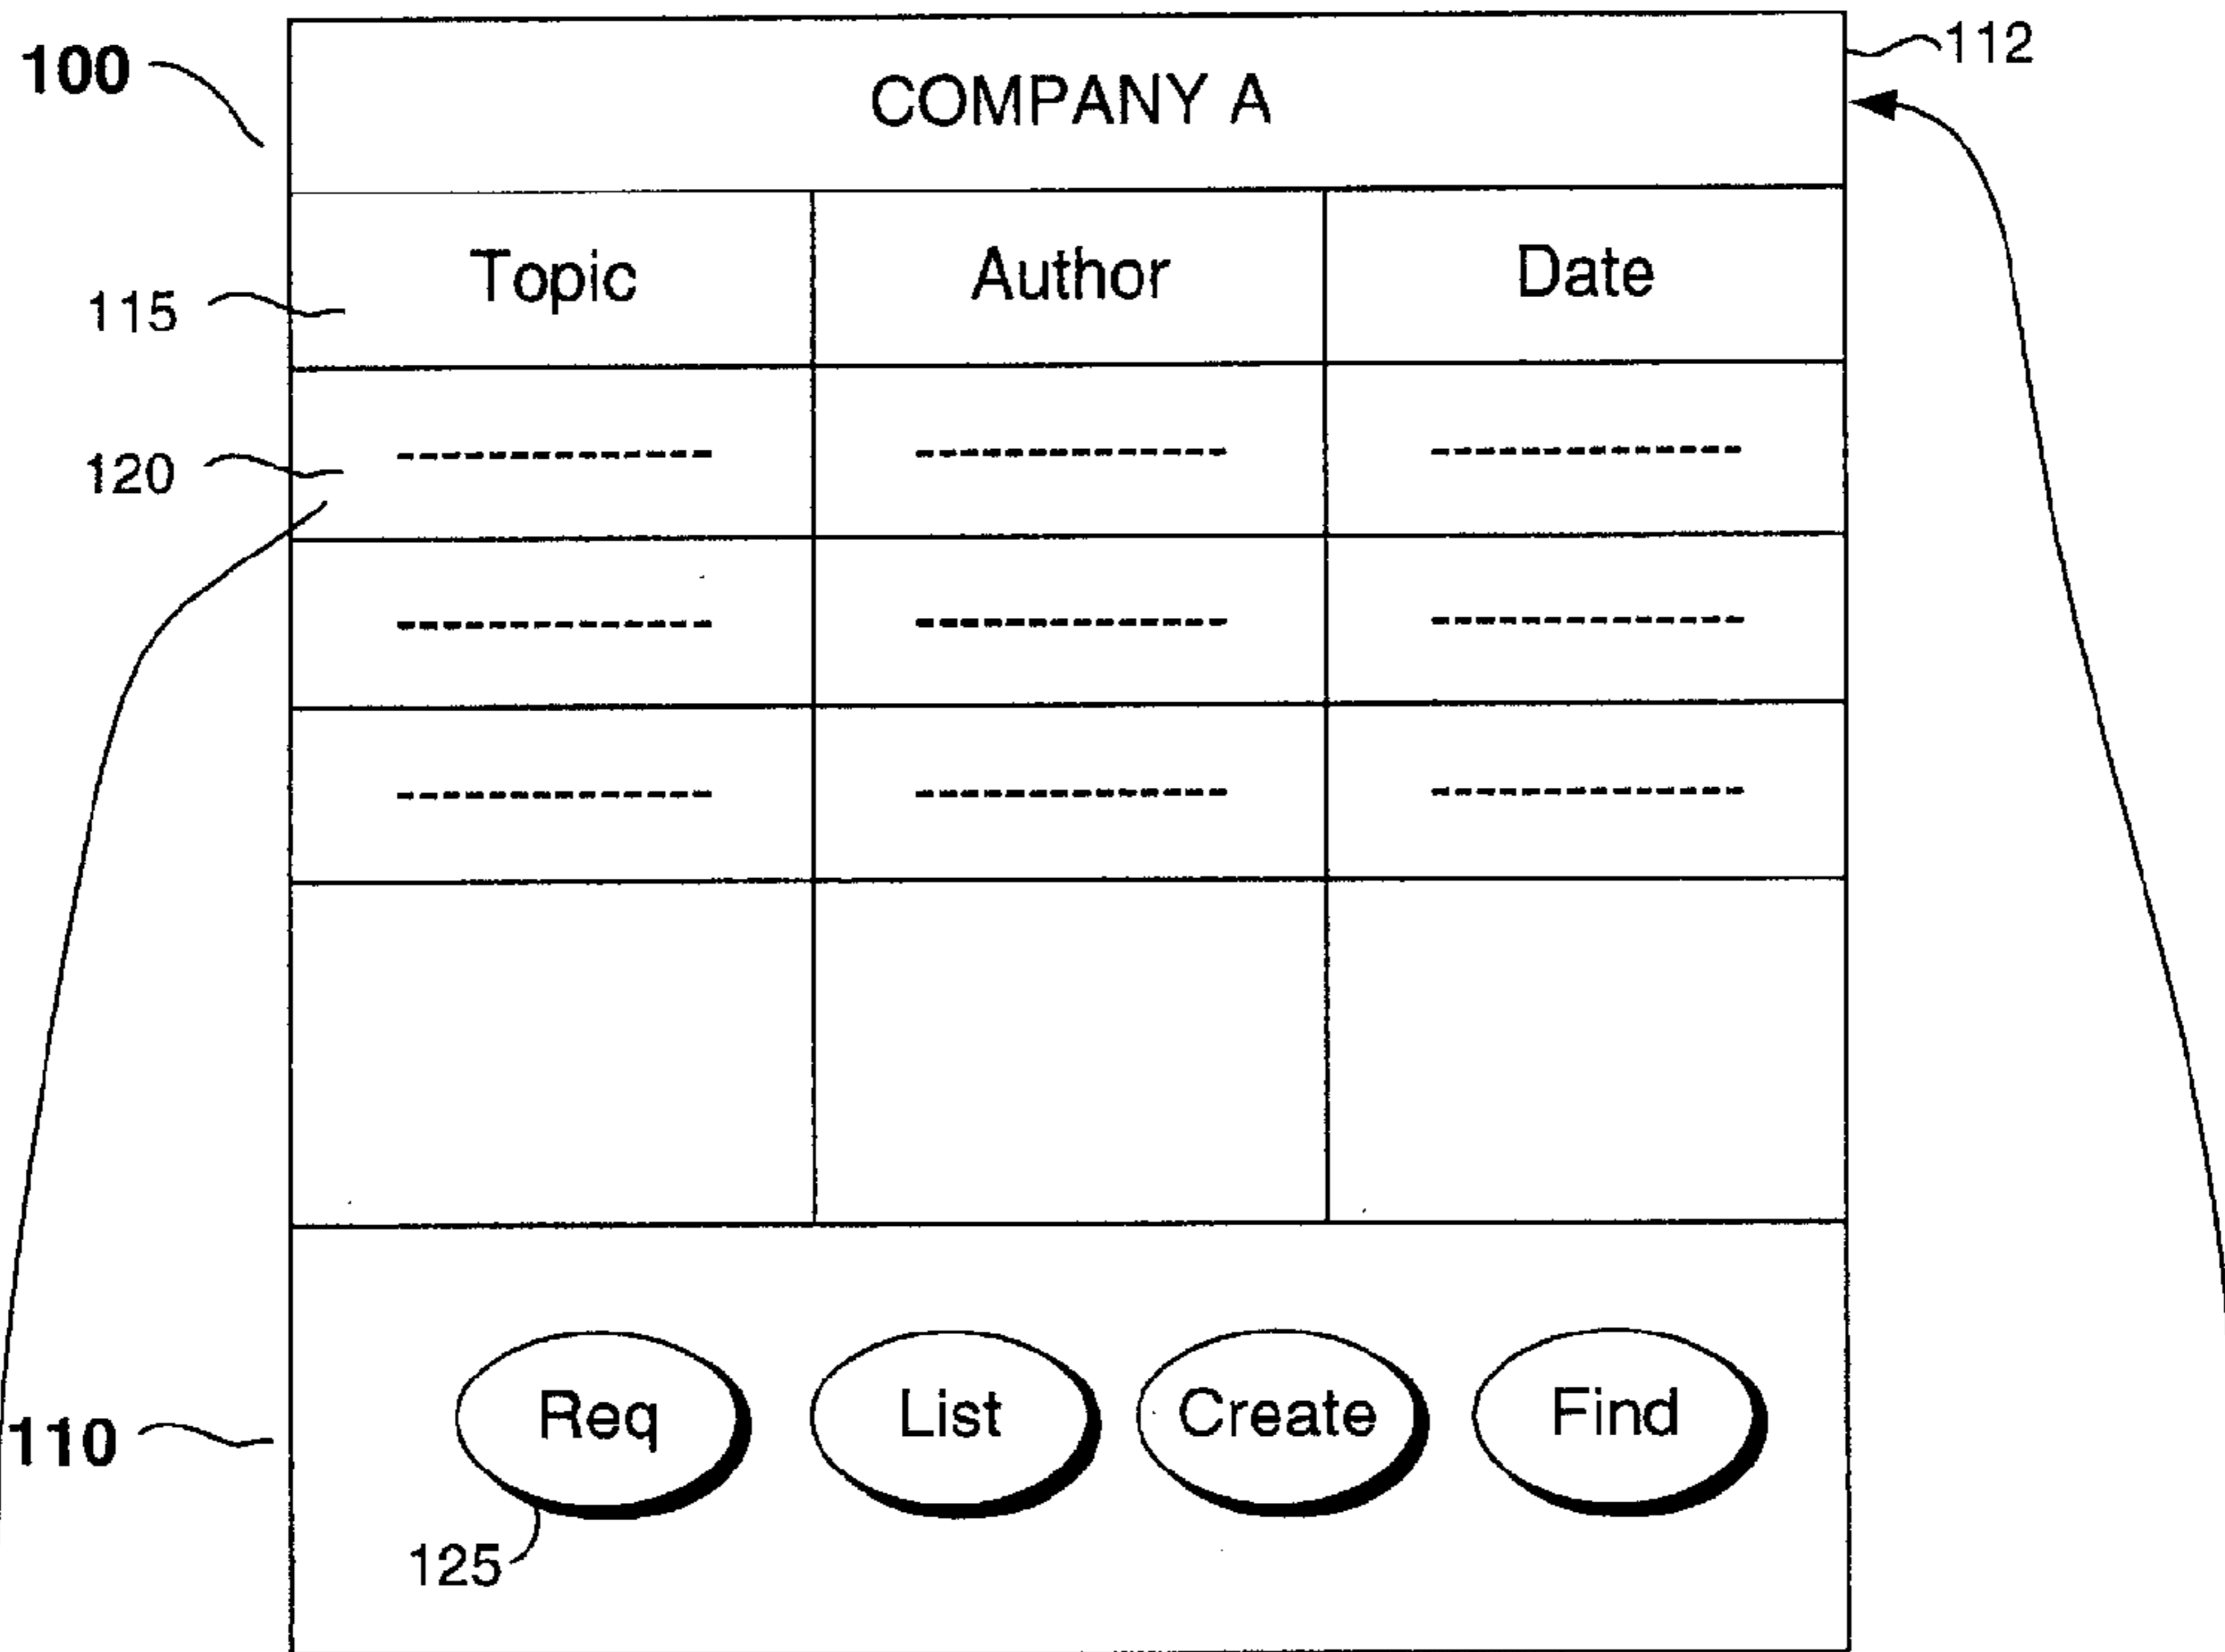 100
112
COMPANY A
Topic Author Date
115
120
Req List Create Find
110
125